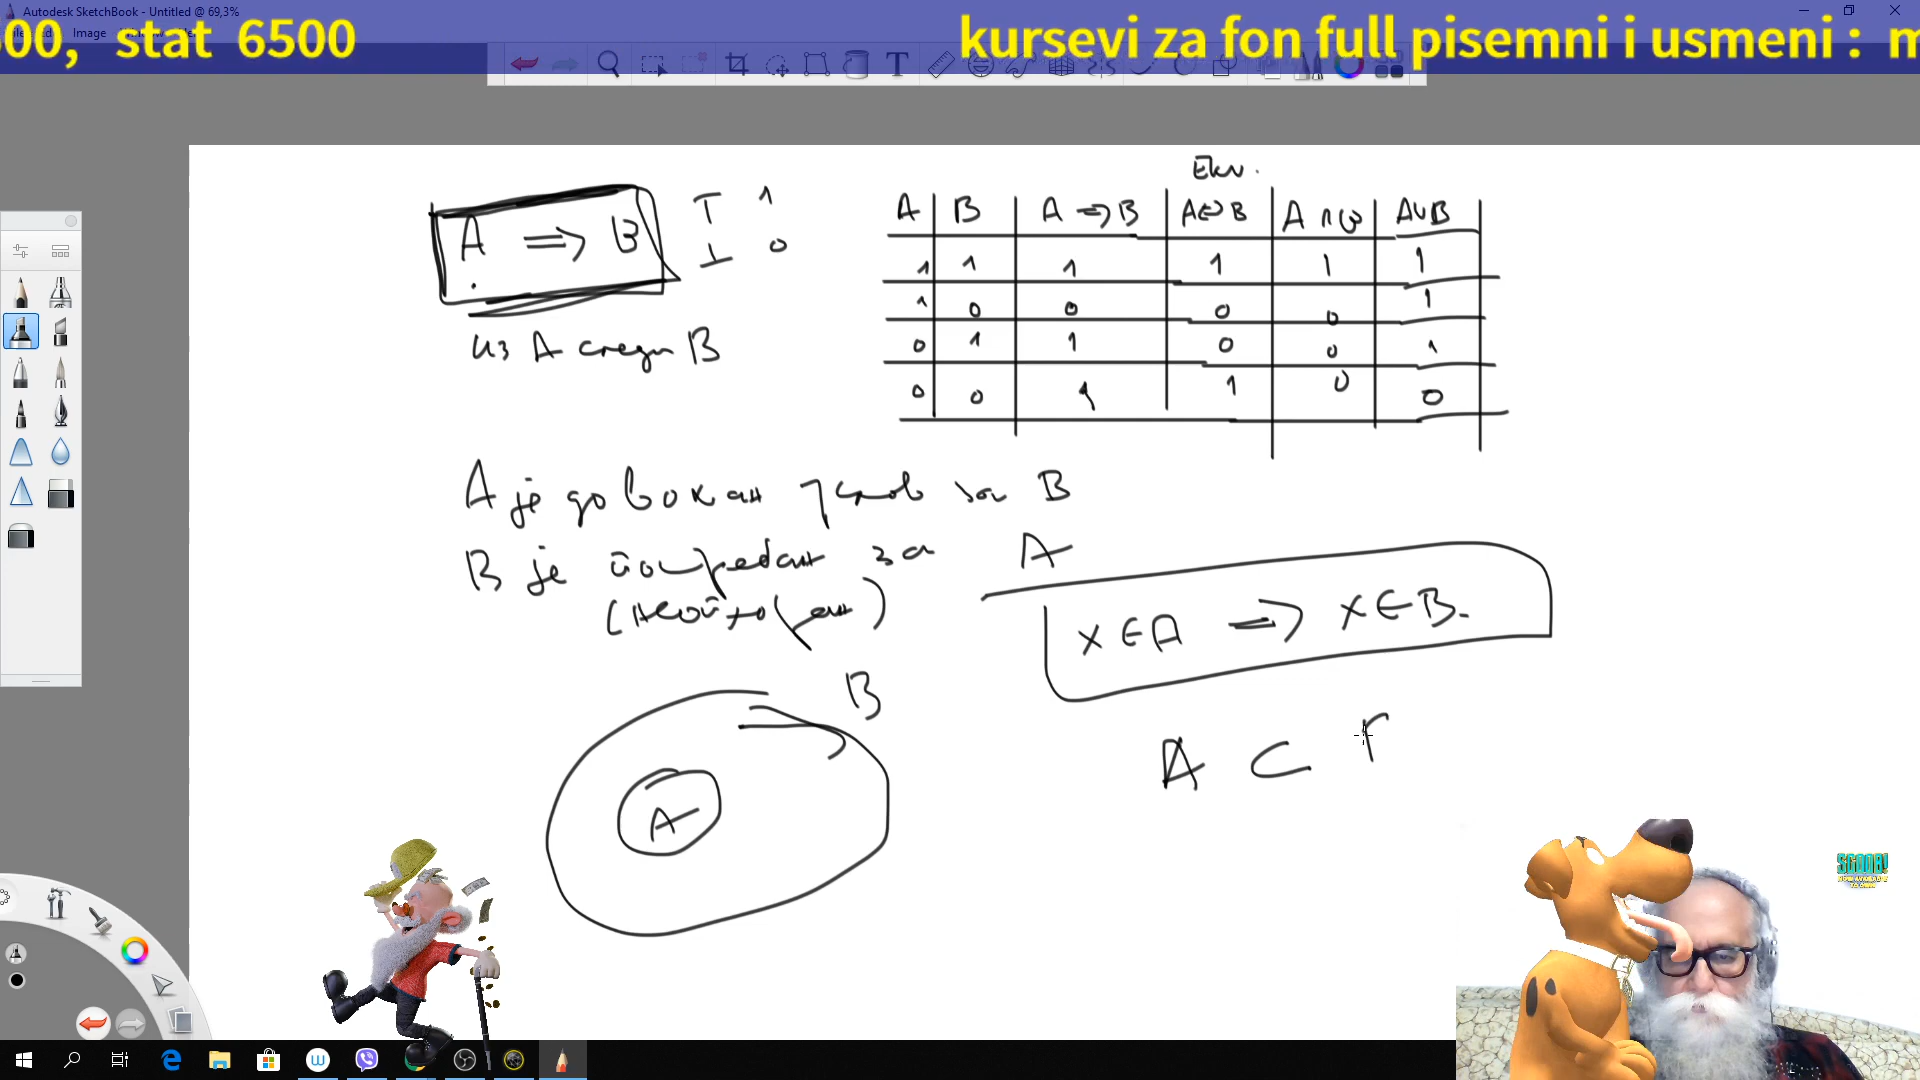 Autodesk SketchBook - Untitled @ 69,3%
00, stat 6500
kursevi za fon full pisemni i usmeni : m
Image
A ⇒ B
⊤ 1
⊥ 0
из A следи B
Екв.
A B A ⇒ B A⇔B A ∧ B A∨B
1 1 1 1 1 1
1 0 0 0 0 1
0 1 1 0 0 1
0 0 1 1 0 0
A је довољан услов за B
B је потребан за A
(неопходан)
x ∈ A ⇒ x ∈ B.
B
A
A ⊂
SCOOB!